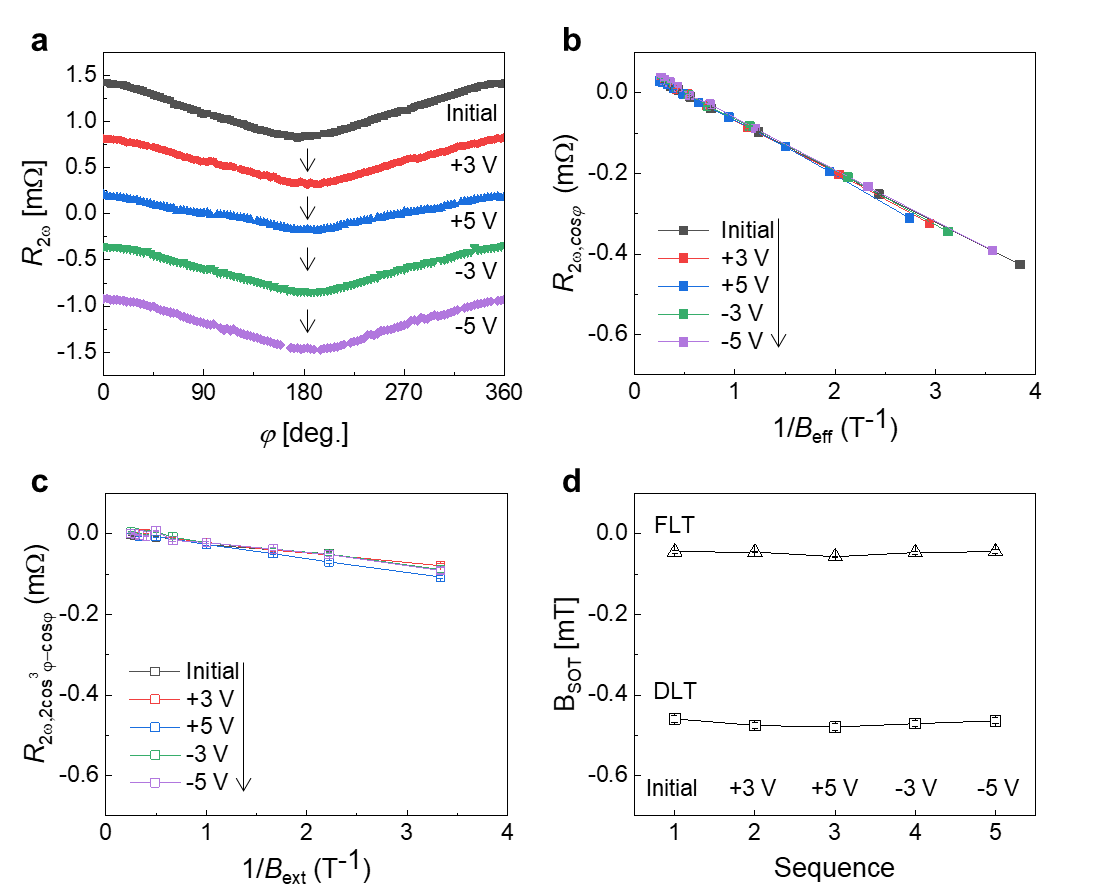 a
R2ω [mΩ]
1.5
1.0
0.5
0.0
-0.5
-1.0
-1.5
Initial
+3 V
+5 V
-3 V
-5 V
0 90 180 270 360
φ [deg.]
b
R2ω,cosφ (mΩ)
0.0
-0.2
-0.4
-0.6
Initial
+3 V
+5 V
-3 V
-5 V
0 1 2 3 4
1/Beff (T-1)
c
R2ω,2cos3φ–cosφ (mΩ)
0.0
-0.2
-0.4
-0.6
Initial
+3 V
+5 V
-3 V
-5 V
0 1 2 3 4
1/Bext (T-1)
d
BSOT [mT]
0.0
-0.2
-0.4
-0.6
FLT
DLT
Initial +3 V +5 V -3 V -5 V
1 2 3 4 5
Sequence